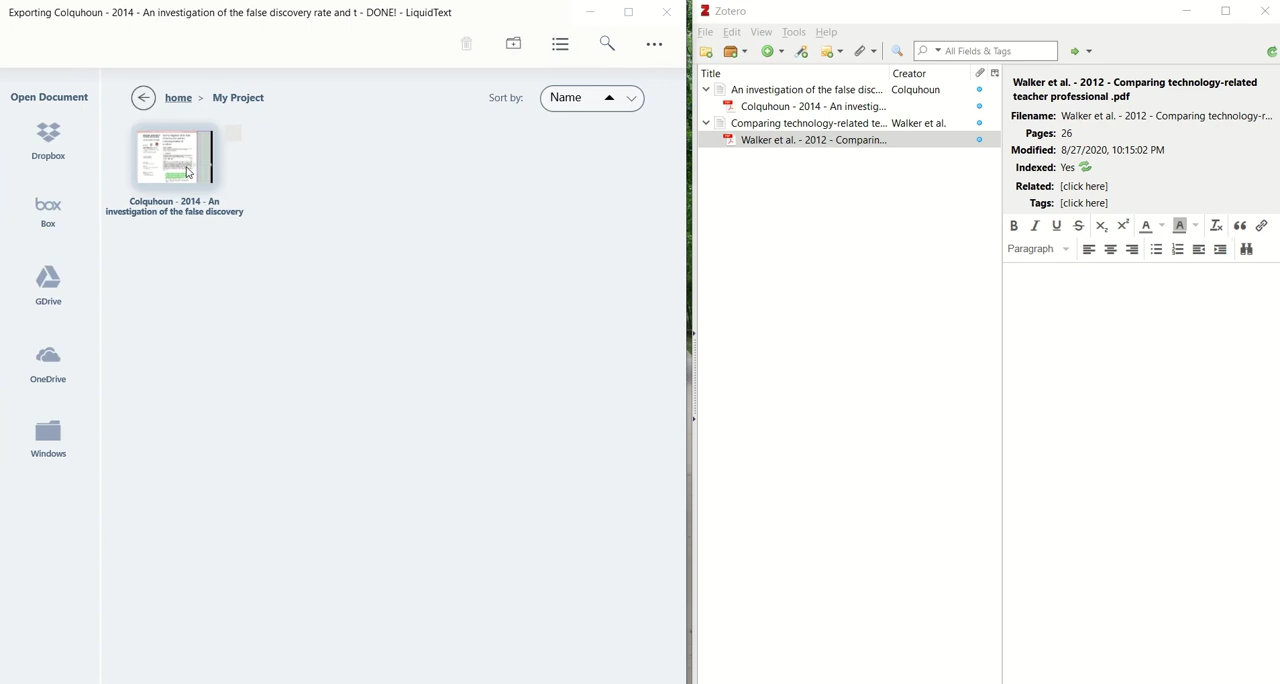 Exporting Colquhoun - 2014 - An investigation of the false discovery rate and t - DONE! - LiquidText
Open Document
home > My Project
Sort by:
Name
Dropbox
box
Box
GDrive
OneDrive
Windows
Colquhoun - 2014 - An
investigation of the false discovery
Z Zotero
File Edit View Tools Help
All Fields & Tags
Title Creator
An investigation of the false disc... Colquhoun
Colquhoun - 2014 - An investig...
Comparing technology-related te... Walker et al.
Walker et al. - 2012 - Comparin...
Walker et al. - 2012 - Comparing technology-related
teacher professional .pdf
Filename: Walker et al. - 2012 - Comparing technology-r...
Pages: 26
Modified: 8/27/2020, 10:15:02 PM
Indexed: Yes
Related: [click here]
Tags: [click here]
B I U S X₂ X² A A Tx
Paragraph